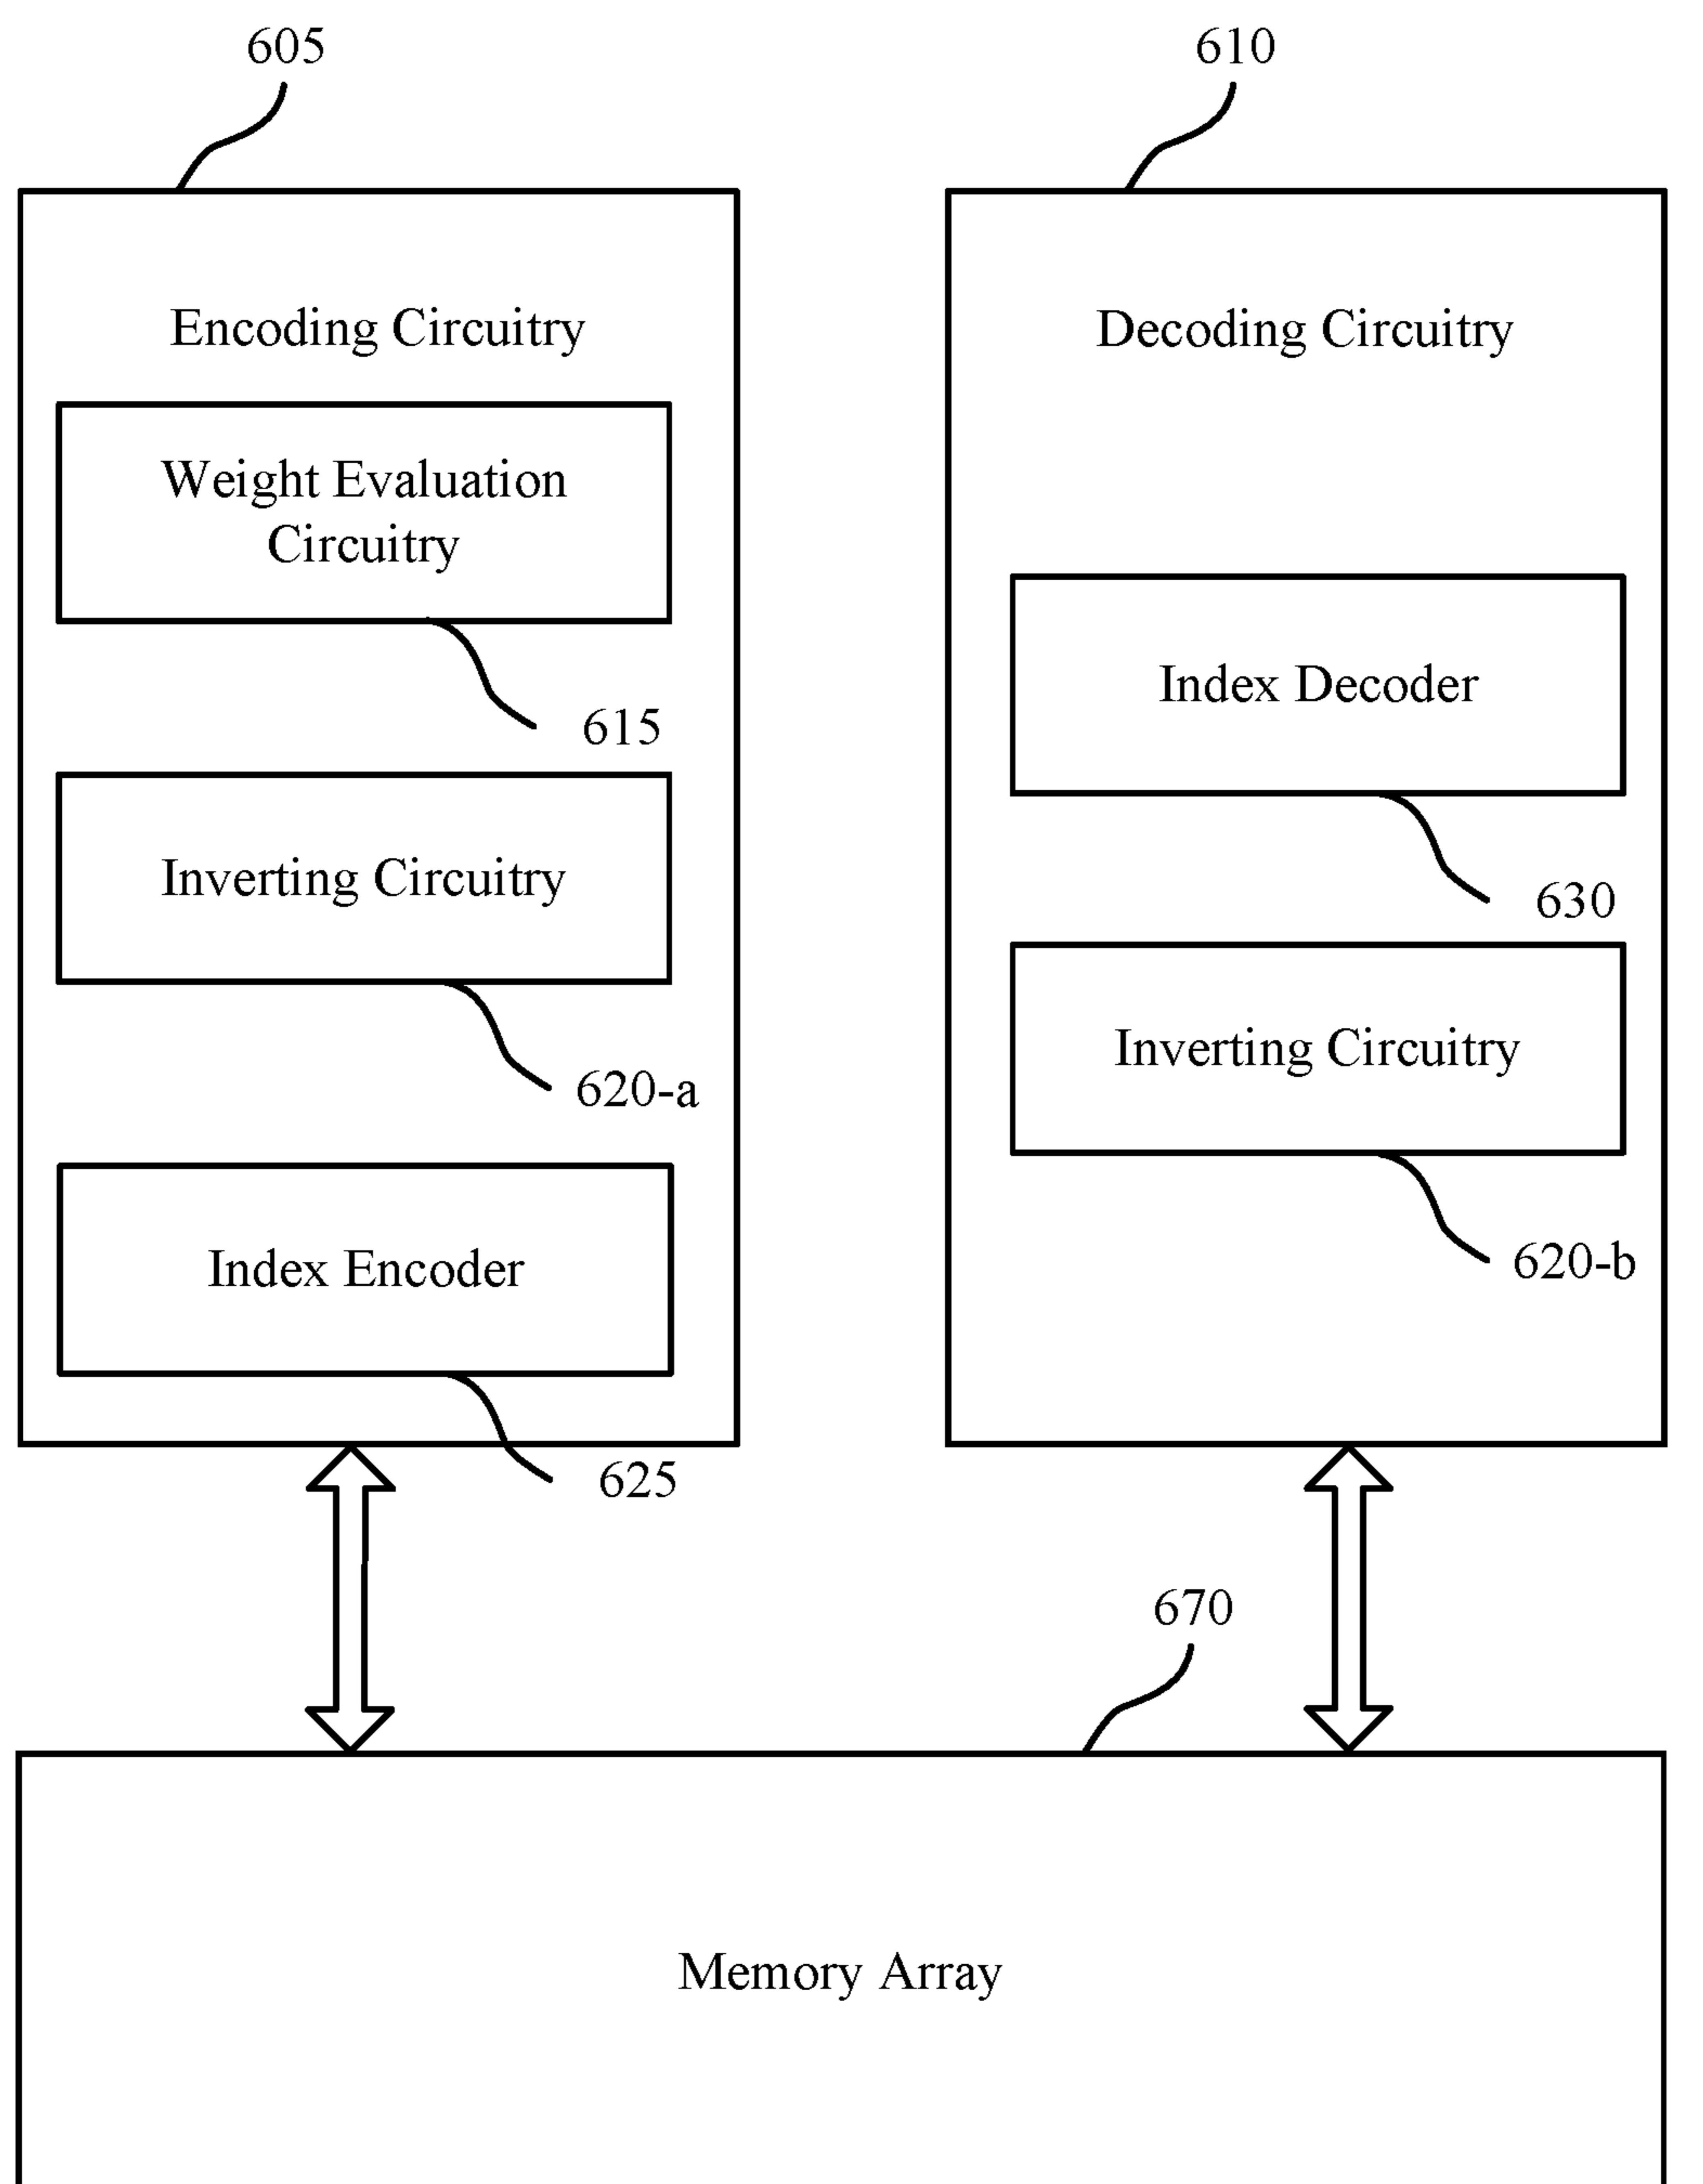 605
610
Encoding Circuitry
Decoding Circuitry
Weight Evaluation
Circuitry
615
Index Decoder
630
Inverting Circuitry
620-a
Inverting Circuitry
620-b
Index Encoder
625
670
Memory Array